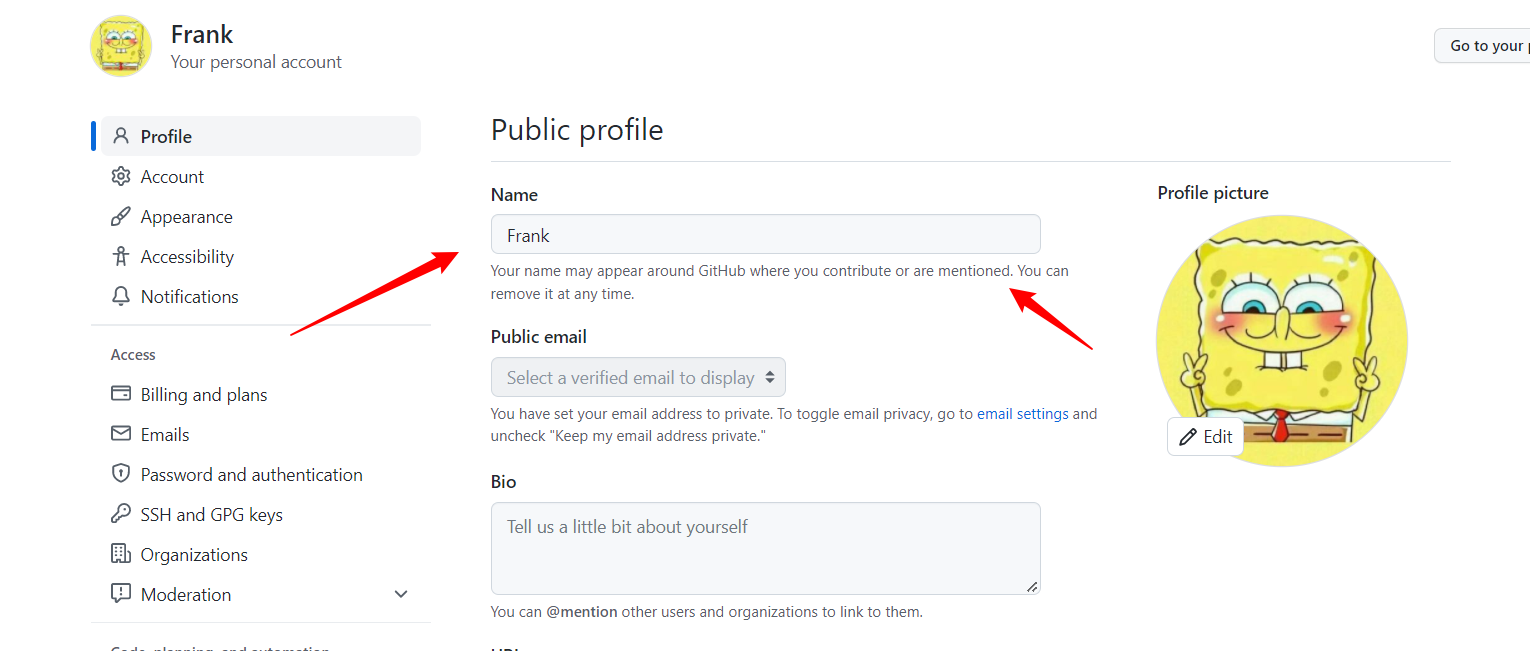 Frank
Your personal account
Go to your
Profile
Account
Appearance
Accessibility
Notifications
Access
Billing and plans
Emails
Password and authentication
SSH and GPG keys
Organizations
Moderation
Code, planning, and automation
Public profile
Name
Frank
Your name may appear around GitHub where you contribute or are mentioned. You can
remove it at any time.
Public email
Select a verified email to display
You have set your email address to private. To toggle email privacy, go to email settings and
uncheck "Keep my email address private."
Bio
Tell us a little bit about yourself
You can @mention other users and organizations to link to them.
URL
Profile picture
Edit